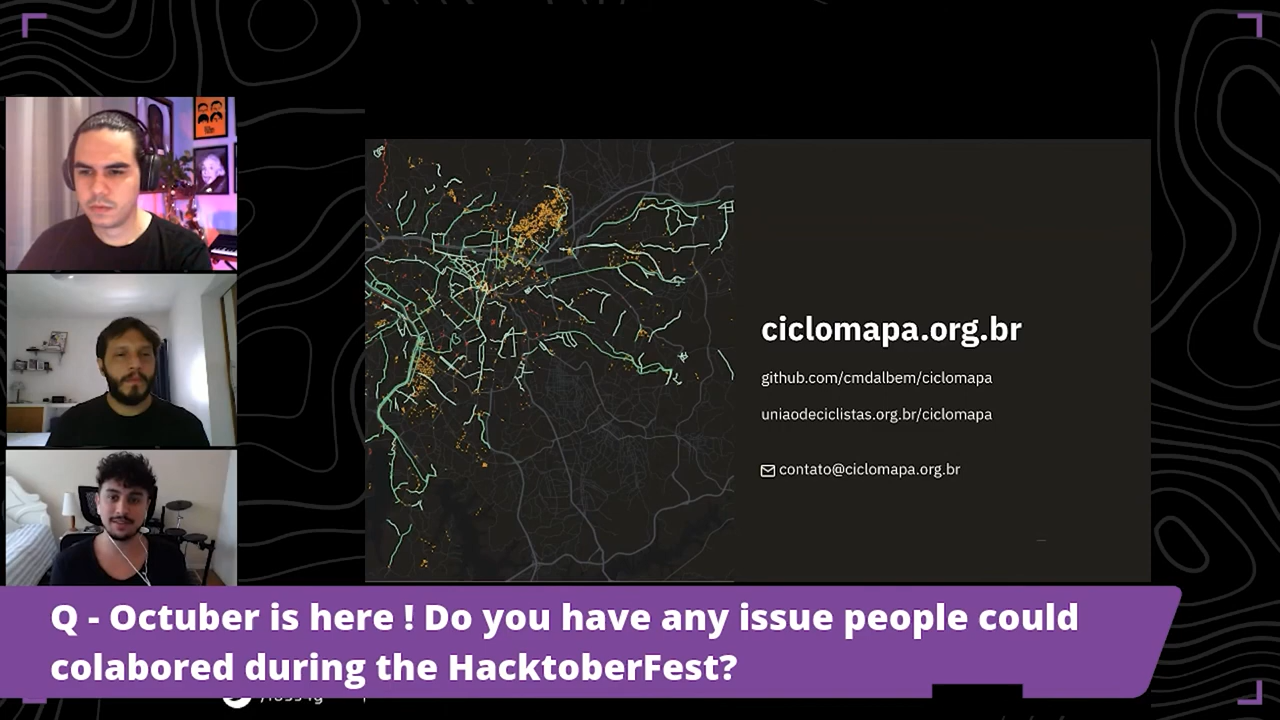 ciclomapa.org.br
github.com/cmdalbem/ciclomapa
uniaodeciclistas.org.br/ciclomapa
contato@ciclomapa.org.br
Q - Octuber is here ! Do you have any issue people could
colabored during the HacktoberFest?